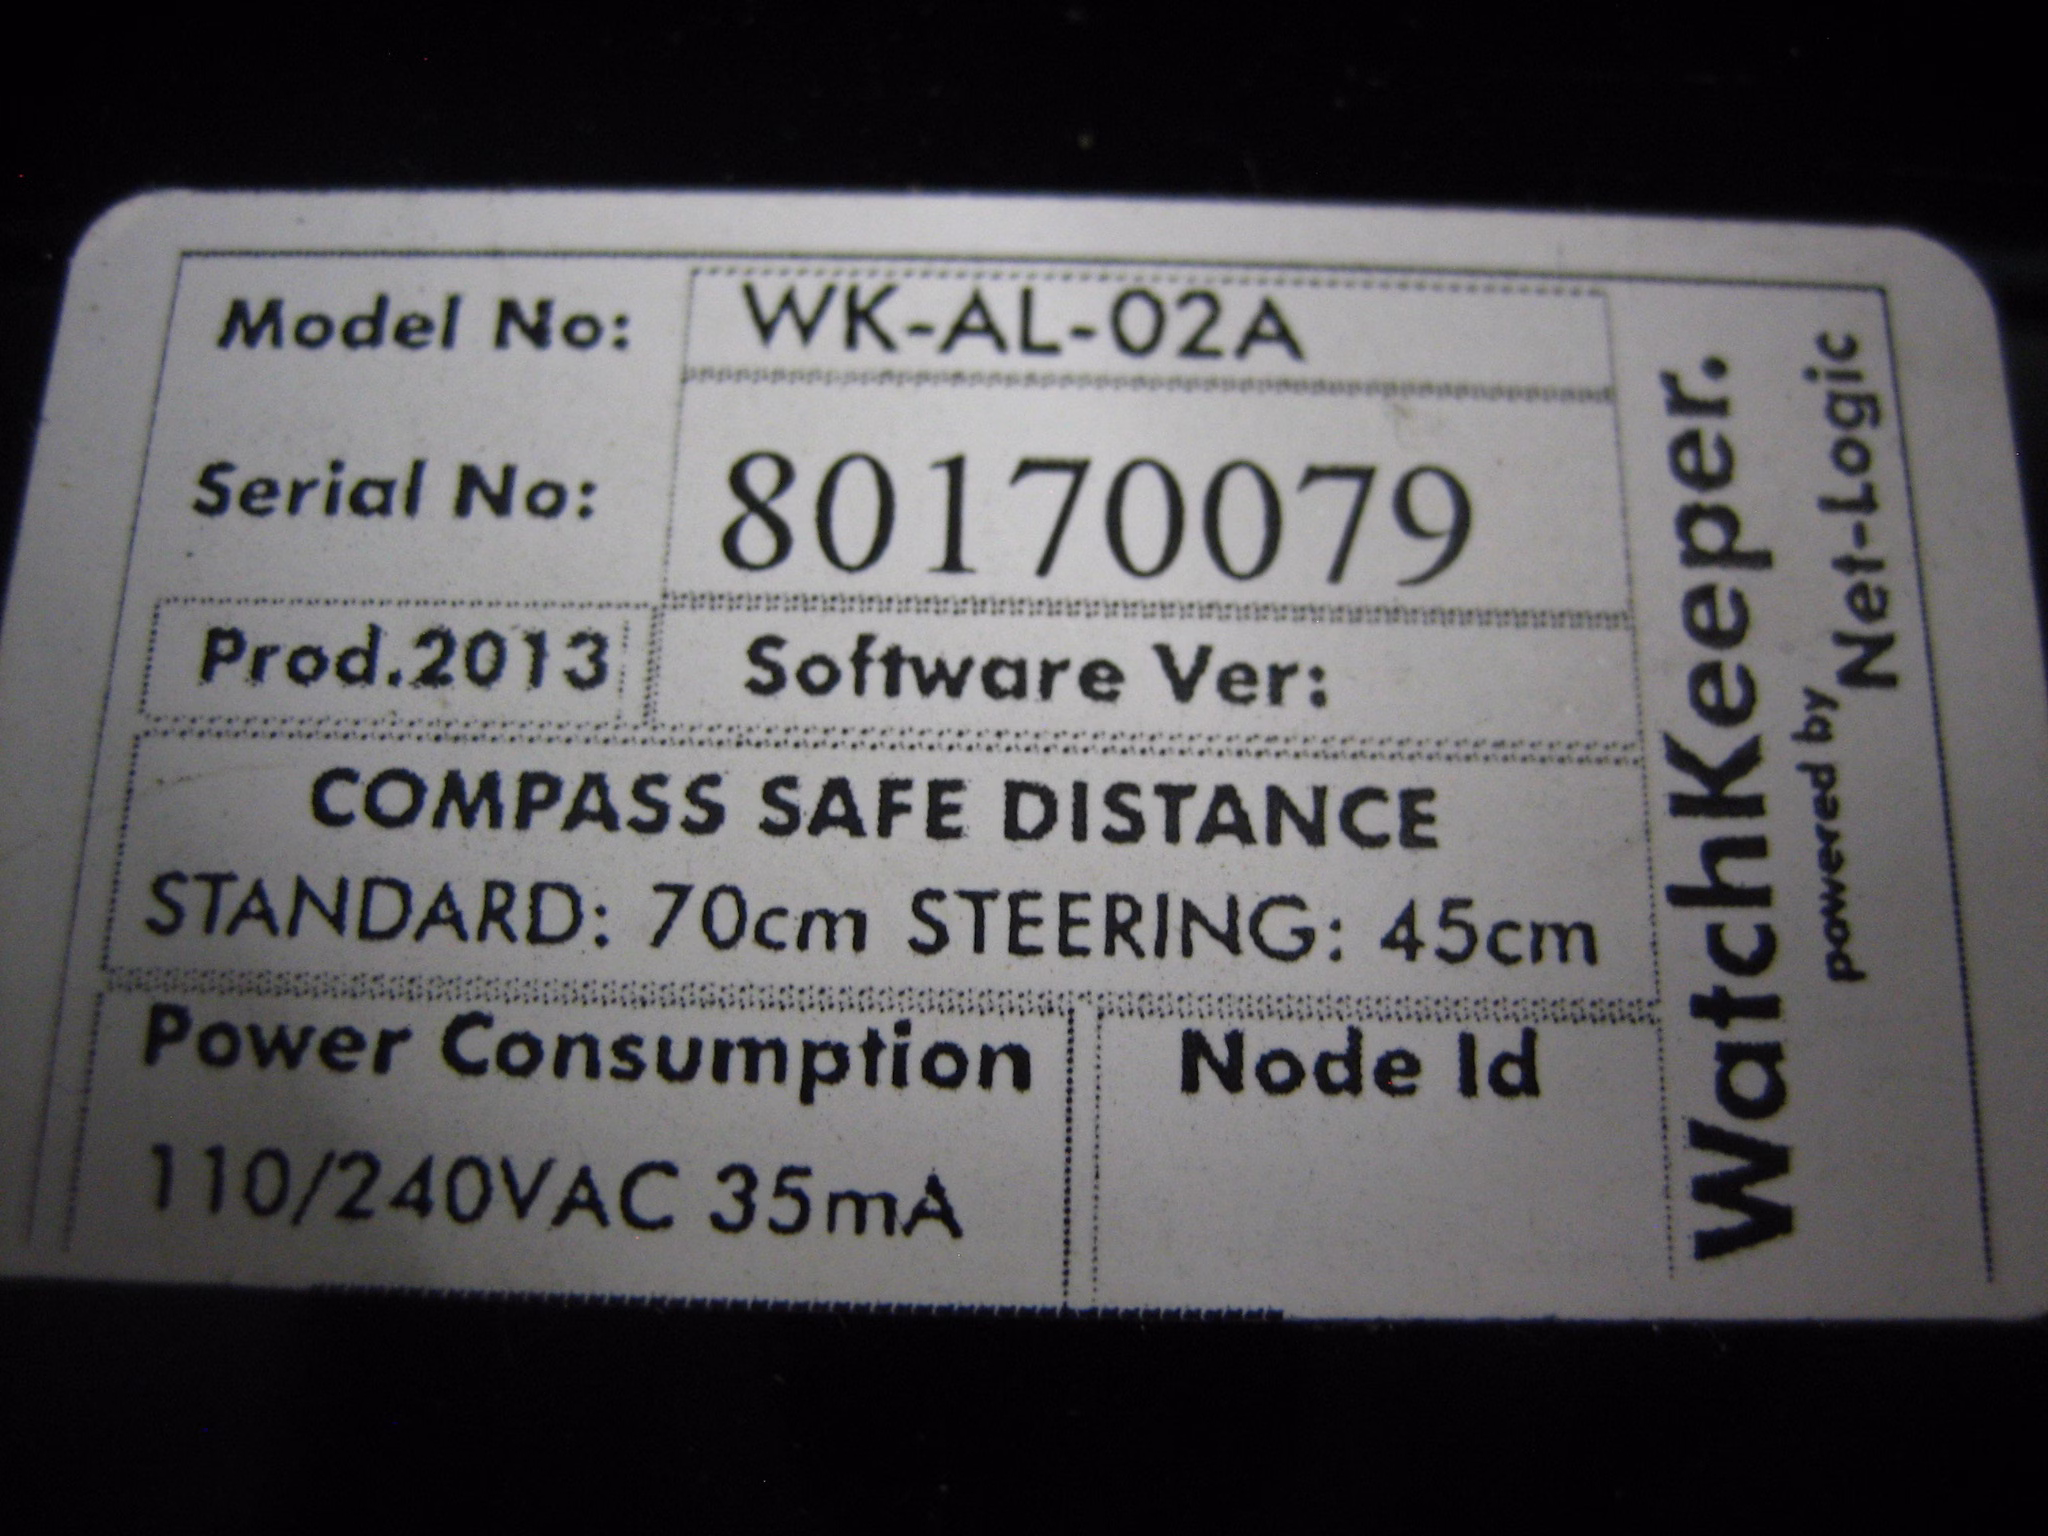 Model No: WK-AL-02A
Serial No: 80170079
Prod.2013 Software Ver:
COMPASS SAFE DISTANCE
STANDARD: 70cm STEERING: 45cm
Power Consumption Node Id
110/240VAC 35mA
WatchKeeper.
powered by Net-Logic